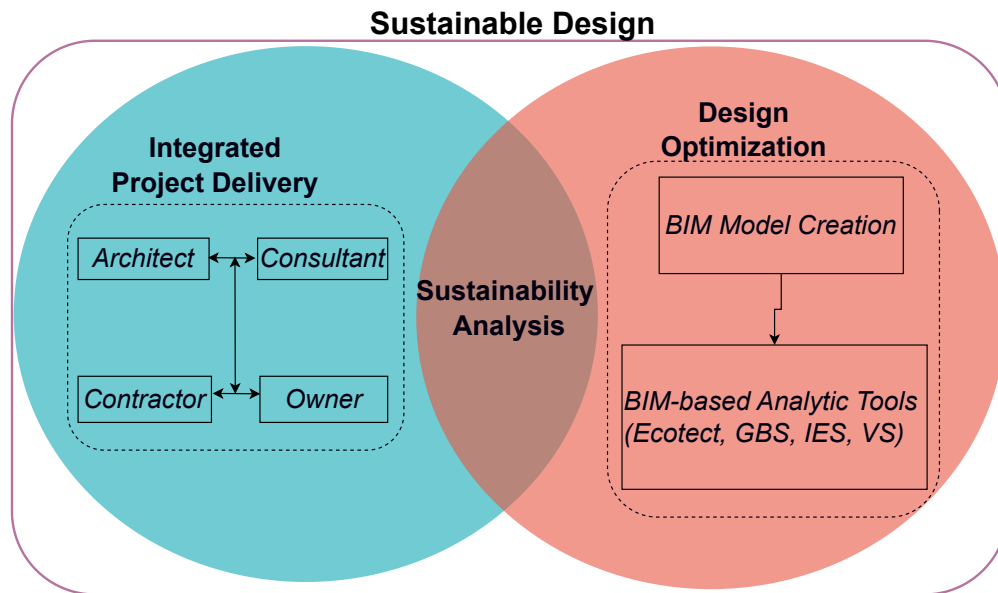 Sustainable Design
Integrated
Project Delivery
Architect
Consultant
Contractor
Owner
Sustainability
Analysis
Design
Optimization
BIM Model Creation
BIM-based Analytic Tools
(Ecotect, GBS, IES, VS)